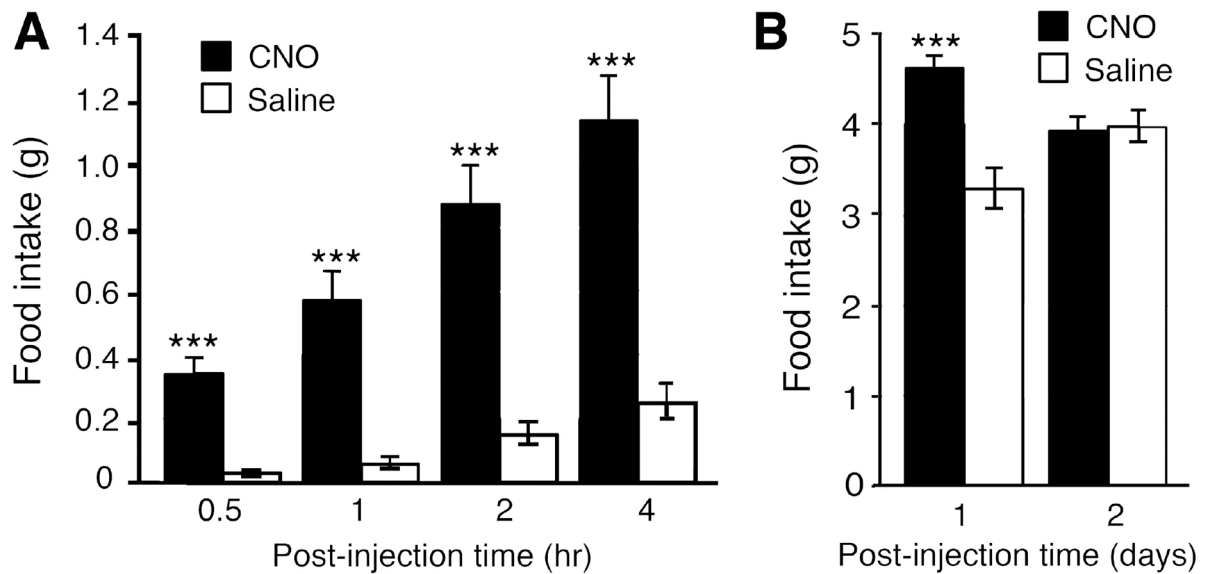 A
CNO
Saline
Food intake (g)
1.4
1.2
1.0
0.8
0.6
0.4
0.2
0
***
***
***
***
0.5 1 2 4
Post-injection time (hr)
B
CNO
Saline
Food intake (g)
5
4
3
2
1
0
***
1 2
Post-injection time (days)